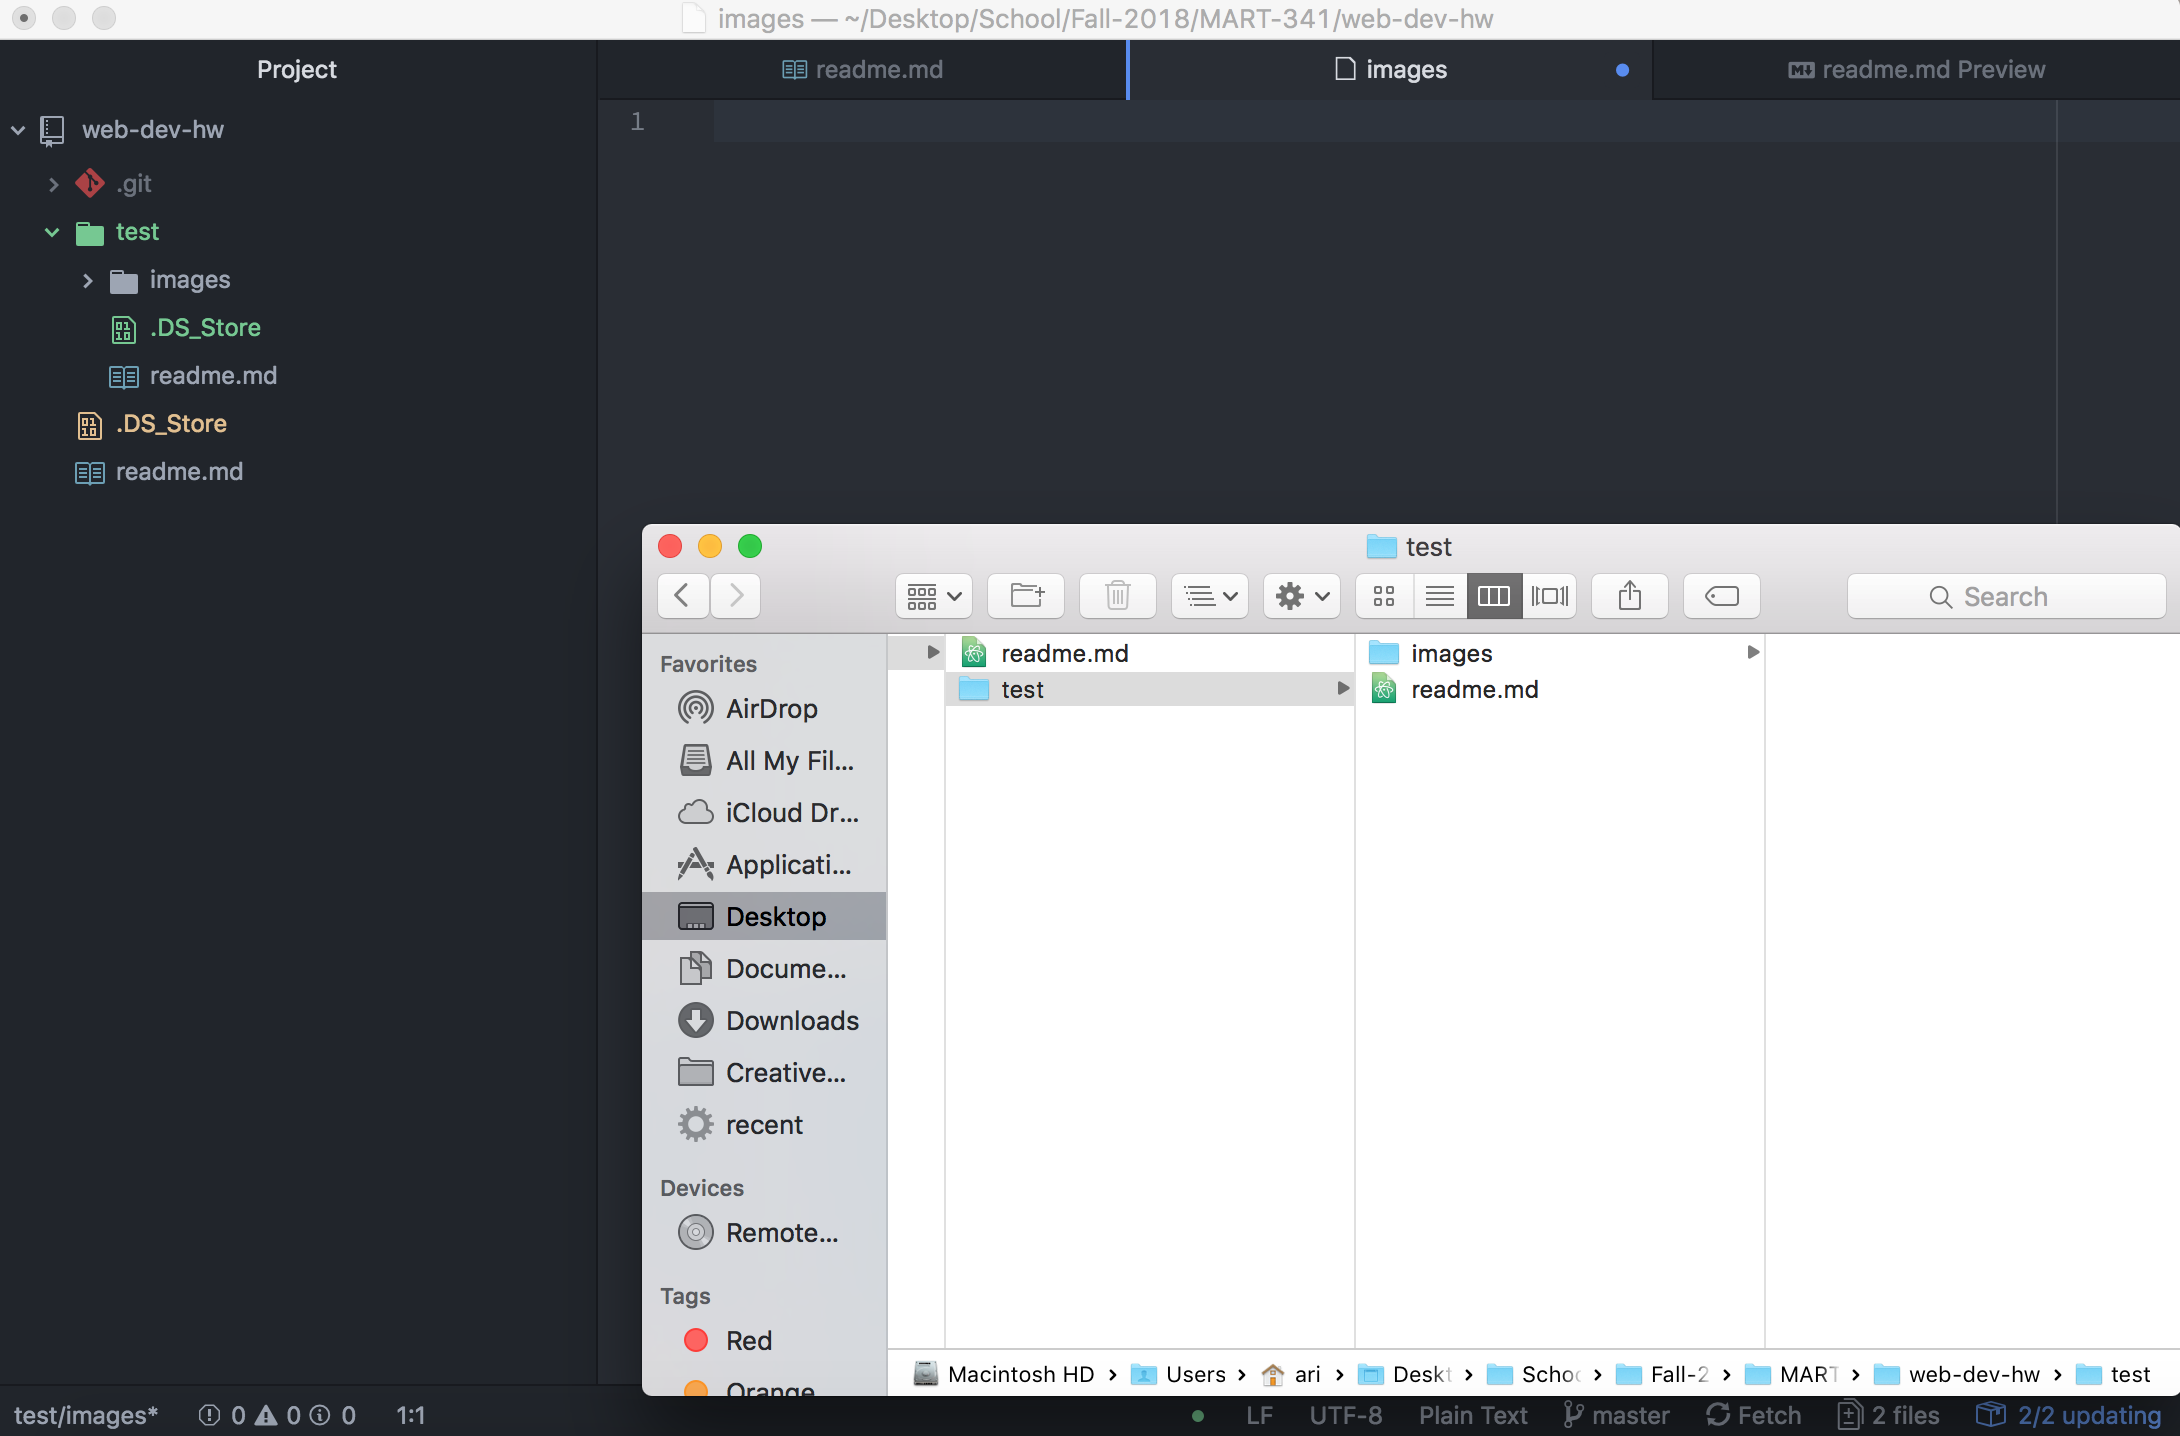 images — ~/Desktop/School/Fall-2018/MART-341/web-dev-hw
Project
readme.md
images
readme.md Preview
web-dev-hw
.git
test
images
.DS_Store
readme.md
.DS_Store
readme.md
1
test
Search
Favorites
AirDrop
All My Fil...
iCloud Dr...
Applicati...
Desktop
Docume...
Downloads
Creative...
recent
Devices
Remote...
Tags
Red
Orange
readme.md
test
images
readme.md
Macintosh HD › Users › ari › Deskt › Schoo › Fall-2 › MART › web-dev-hw › test
test/images* 0 0 0 1:1
LF UTF-8 Plain Text master Fetch 2 files 2/2 updating